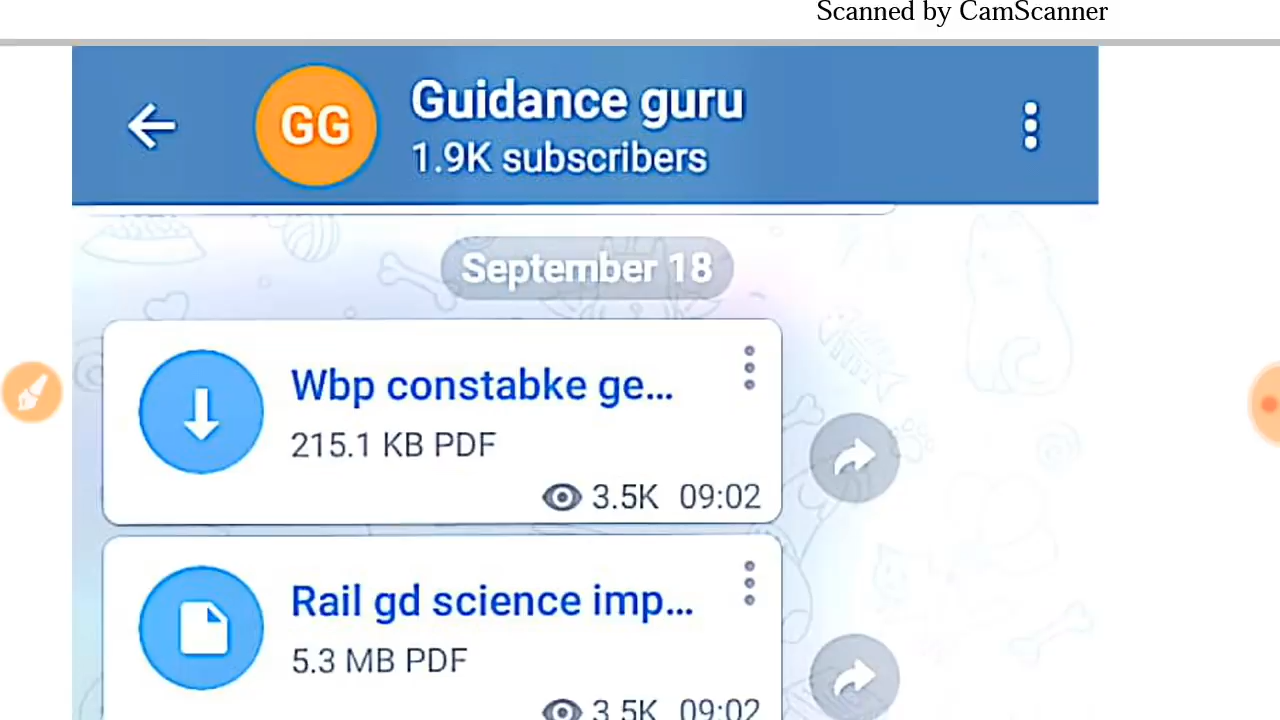 Scanned by CamScanner
GG
Guidance guru
1.9K subscribers
September 18
Wbp constabke ge...
215.1 KB PDF
3.5K 09:02
Rail gd science imp...
5.3 MB PDF
3.5K 09:02